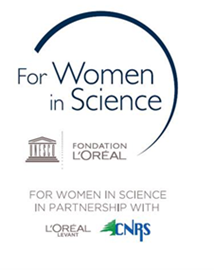 For Women
in Science
FONDATION
L'ORÉAL
FOR WOMEN IN SCIENCE
IN PARTNERSHIP WITH
L'ORÉAL CNRS
LEVANT